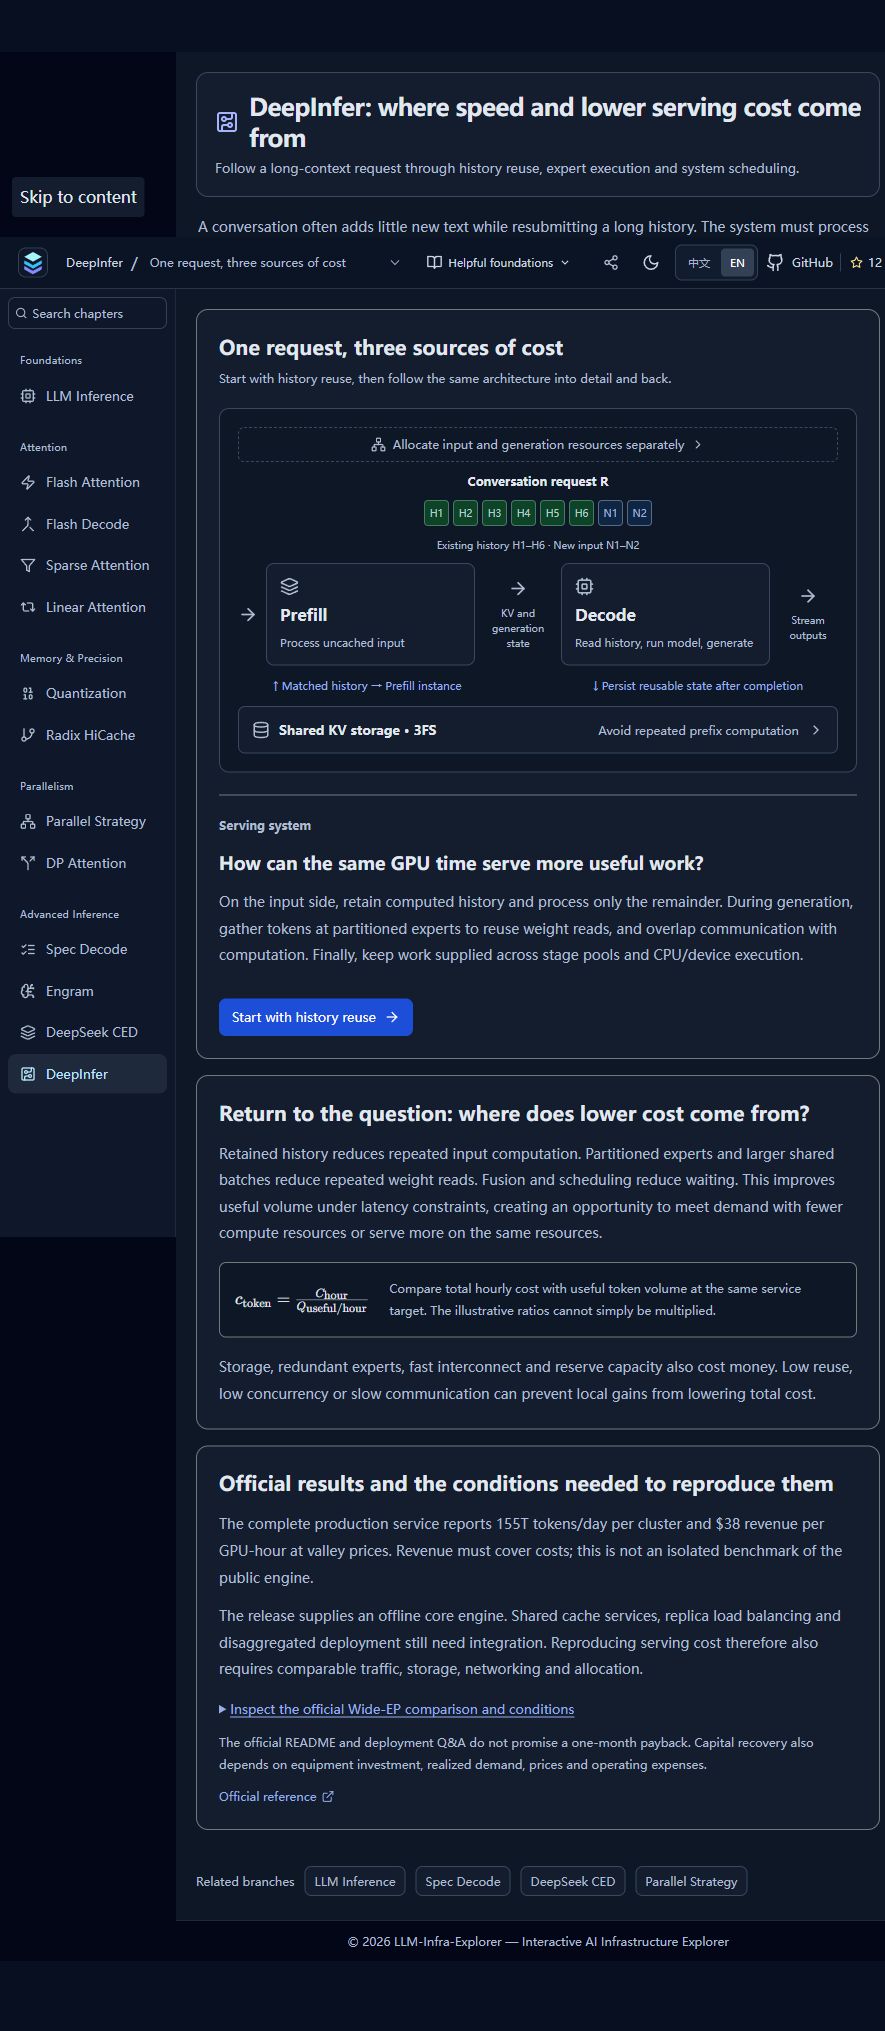 DeepInfer: where speed and lower serving cost come
from
Follow a long-context request through history reuse, expert execution and system scheduling.
Skip to content
A conversation often adds little new text while resubmitting a long history. The system must process
DeepInfer / One request, three sources of cost
Helpful foundations
中文
EN
GitHub
12
Search chapters
Foundations
LLM Inference
Attention
Flash Attention
Flash Decode
Sparse Attention
Linear Attention
Memory & Precision
Quantization
Radix HiCache
Parallelism
Parallel Strategy
DP Attention
Advanced Inference
Spec Decode
Engram
DeepSeek CED
DeepInfer
One request, three sources of cost
Start with history reuse, then follow the same architecture into detail and back.
Allocate input and generation resources separately
Conversation request R
H1 H2 H3 H4 H5 H6 N1 N2
Existing history H1–H6 · New input N1–N2
Prefill
Process uncached input
KV and
generation
state
Decode
Read history, run model, generate
Stream
outputs
↑ Matched history → Prefill instance
↓ Persist reusable state after completion
Shared KV storage • 3FS
Avoid repeated prefix computation
Serving system
How can the same GPU time serve more useful work?
On the input side, retain computed history and process only the remainder. During generation,
gather tokens at partitioned experts to reuse weight reads, and overlap communication with
computation. Finally, keep work supplied across stage pools and CPU/device execution.
Start with history reuse →
Return to the question: where does lower cost come from?
Retained history reduces repeated input computation. Partitioned experts and larger shared
batches reduce repeated weight reads. Fusion and scheduling reduce waiting. This improves
useful volume under latency constraints, creating an opportunity to meet demand with fewer
compute resources or serve more on the same resources.
c_token = C_hour / Q_useful/hour
Compare total hourly cost with useful token volume at the same service
target. The illustrative ratios cannot simply be multiplied.
Storage, redundant experts, fast interconnect and reserve capacity also cost money. Low reuse,
low concurrency or slow communication can prevent local gains from lowering total cost.
Official results and the conditions needed to reproduce them
The complete production service reports 155T tokens/day per cluster and $38 revenue per
GPU-hour at valley prices. Revenue must cover costs; this is not an isolated benchmark of the
public engine.
The release supplies an offline core engine. Shared cache services, replica load balancing and
disaggregated deployment still need integration. Reproducing serving cost therefore also
requires comparable traffic, storage, networking and allocation.
Inspect the official Wide-EP comparison and conditions
The official README and deployment Q&A do not promise a one-month payback. Capital recovery also
depends on equipment investment, realized demand, prices and operating expenses.
Official reference
Related branches
LLM Inference
Spec Decode
DeepSeek CED
Parallel Strategy
© 2026 LLM-Infra-Explorer — Interactive AI Infrastructure Explorer